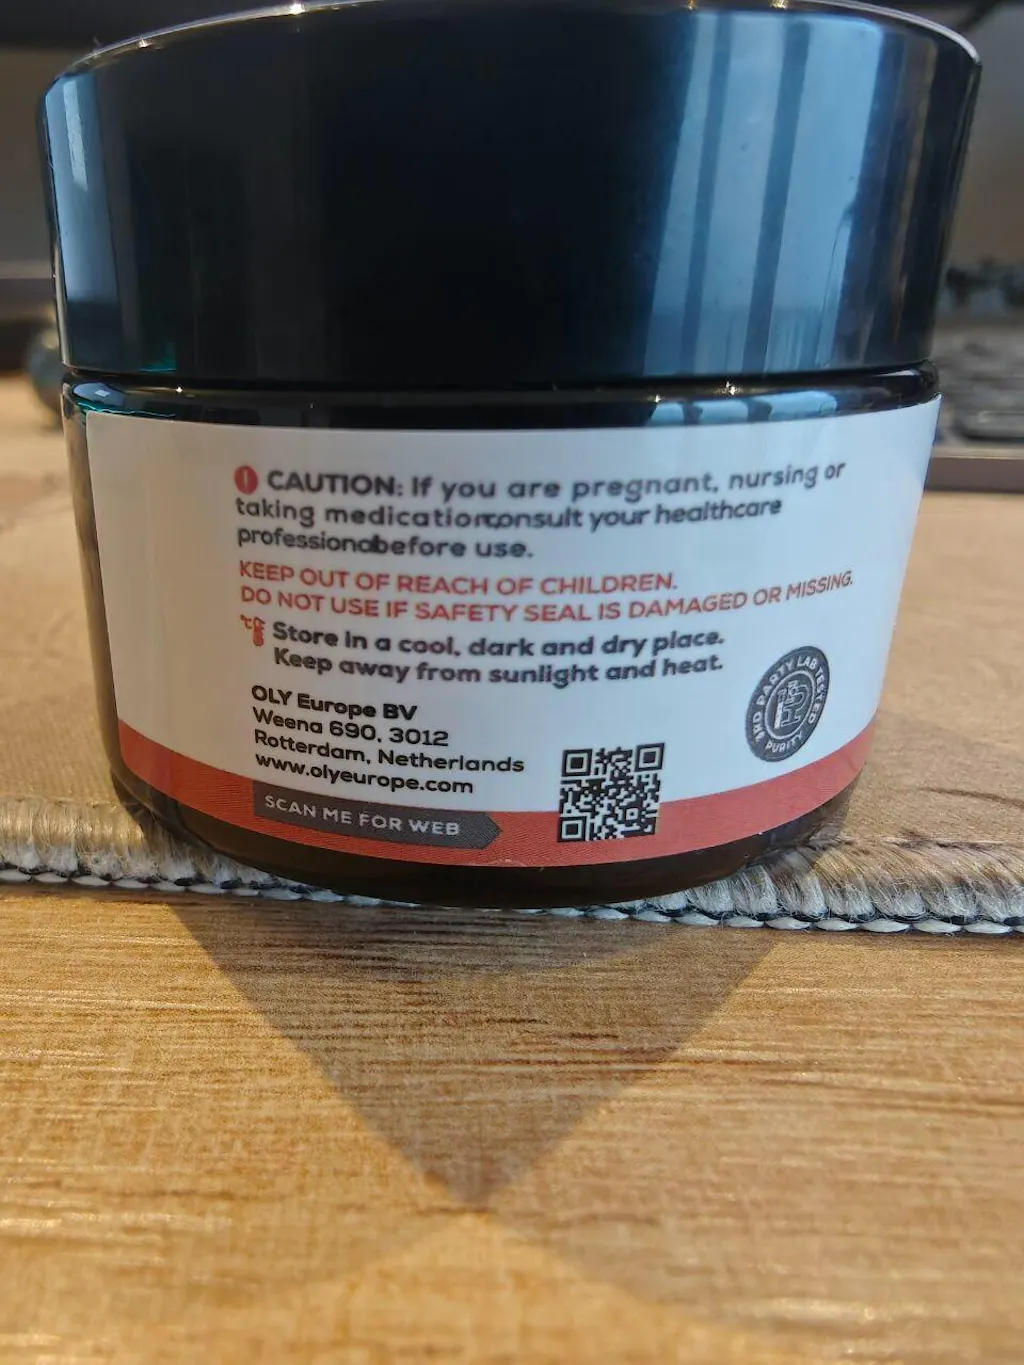 CAUTION: If you are pregnant, nursing or
taking medicationconsult your healthcare
professionalbefore use.
KEEP OUT OF REACH OF CHILDREN.
DO NOT USE IF SAFETY SEAL IS DAMAGED OR MISSING.
°C
Store in a cool, dark and dry place.
Keep away from sunlight and heat.
OLY Europe BV
Weena 690, 3012
Rotterdam, Netherlands
www.olyeurope.com
SCAN ME FOR WEB
3RD PARTY LAB TESTED
PURITY